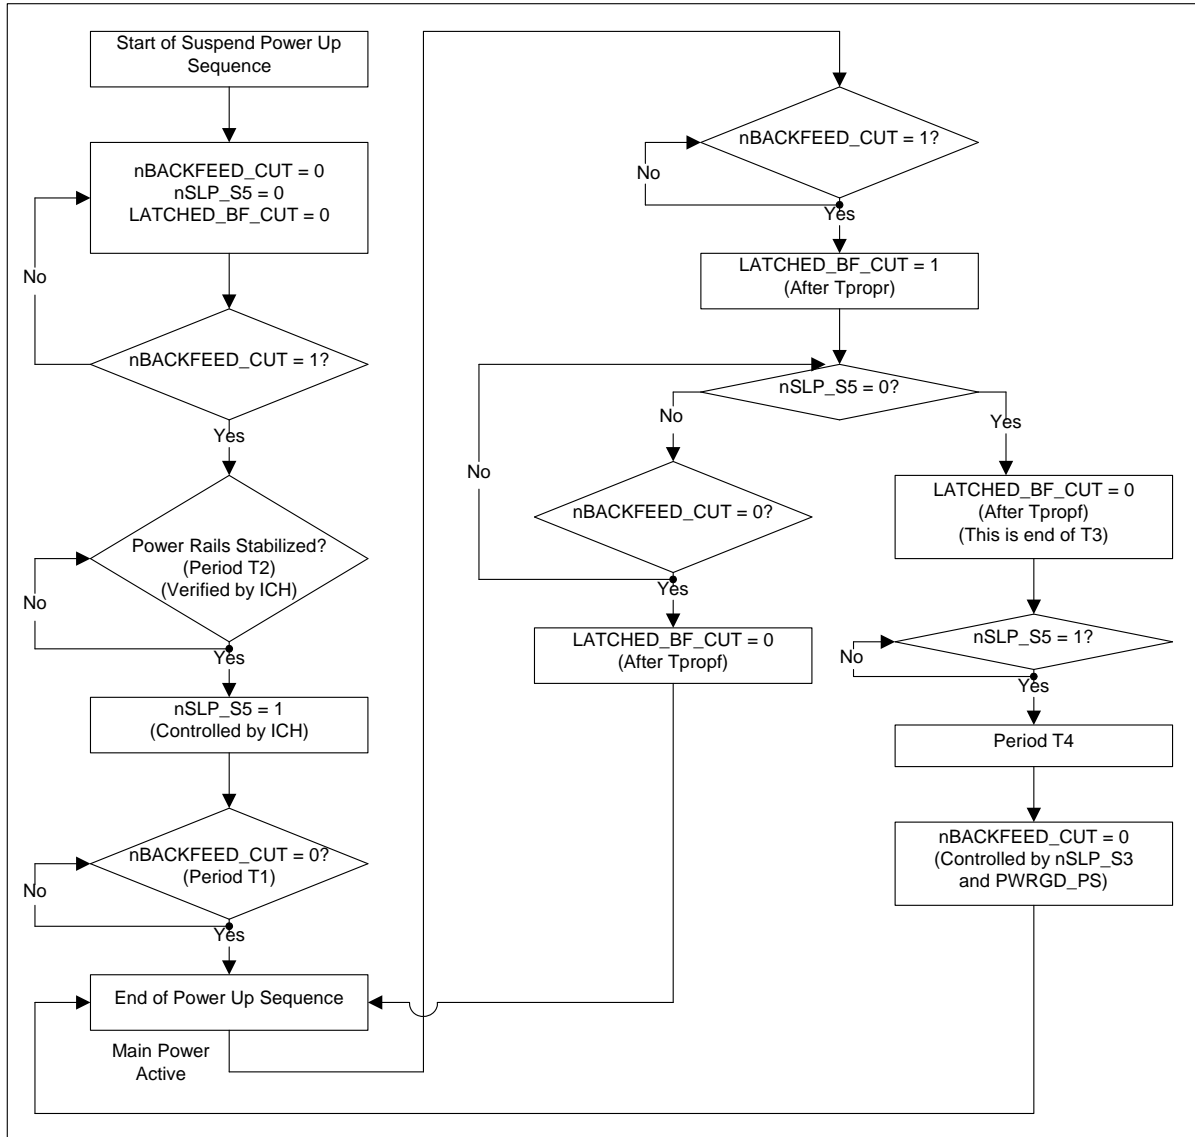 Start of Suspend Power Up
Sequence
nBACKFEED_CUT = 0
nSLP_S5 = 0
LATCHED_BF_CUT = 0
No
nBACKFEED_CUT = 1?
Yes
Power Rails Stabilized?
(Period T2)
(Verified by ICH)
No
Yes
nSLP_S5 = 1
(Controlled by ICH)
nBACKFEED_CUT = 0?
(Period T1)
No
Yes
End of Power Up Sequence
Main Power
Active
nBACKFEED_CUT = 1?
No
Yes
LATCHED_BF_CUT = 1
(After Tpropr)
nSLP_S5 = 0?
No
Yes
No
nBACKFEED_CUT = 0?
Yes
LATCHED_BF_CUT = 0
(After Tpropf)
LATCHED_BF_CUT = 0
(After Tpropf)
(This is end of T3)
nSLP_S5 = 1?
No
Yes
Period T4
nBACKFEED_CUT = 0
(Controlled by nSLP_S3
and PWRGD_PS)